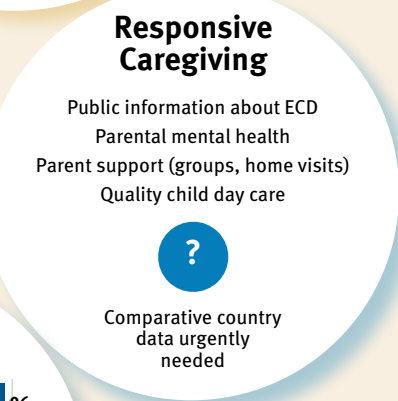 Responsive
Caregiving
Public information about ECD
Parental mental health
Parent support (groups, home visits)
Quality child day care
?
Comparative country
data urgently
needed